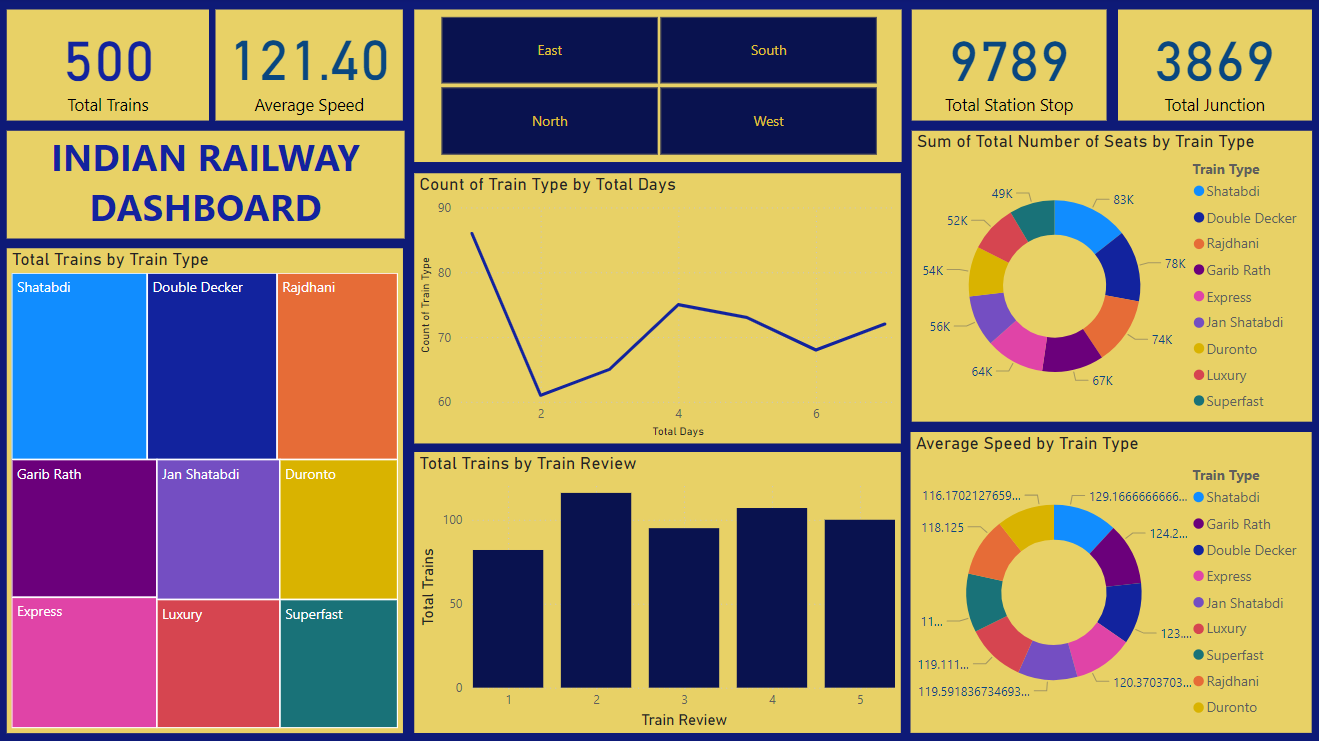 500
Total Trains
121.40
Average Speed
East
South
North
West
9789
Total Station Stop
3869
Total Junction
INDIAN RAILWAY
DASHBOARD
Total Trains by Train Type
Shatabdi
Double Decker
Rajdhani
Garib Rath
Jan Shatabdi
Duronto
Express
Luxury
Superfast
Count of Train Type by Total Days
Count of Train Type
90
80
70
60
2
4
6
Total Days
Total Trains by Train Review
Total Trains
100
50
0
1
2
3
4
5
Train Review
Sum of Total Number of Seats by Train Type
49K
83K
52K
78K
54K
56K
74K
64K
67K
Train Type
Shatabdi
Double Decker
Rajdhani
Garib Rath
Express
Jan Shatabdi
Duronto
Luxury
Superfast
Average Speed by Train Type
116.1702127659...
129.1666666666...
118.125
124.2...
11...
123....
119.111...
120.3703703...
119.591836734693...
Train Type
Shatabdi
Garib Rath
Double Decker
Express
Jan Shatabdi
Luxury
Superfast
Rajdhani
Duronto